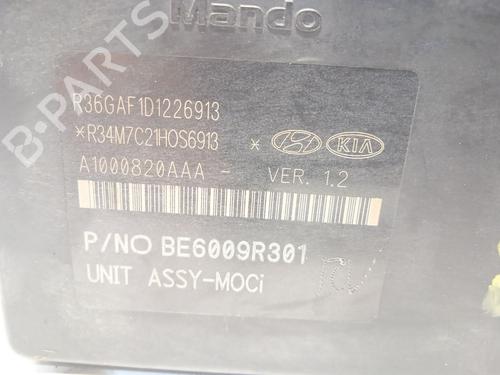 Mando
R36GAF1D1226913
*R34M7C21HOS6913 * KIA
A1000820AAA - VER. 1.2
P/NO BE6009R301
UNIT ASSY-MOCi
B-PARTS